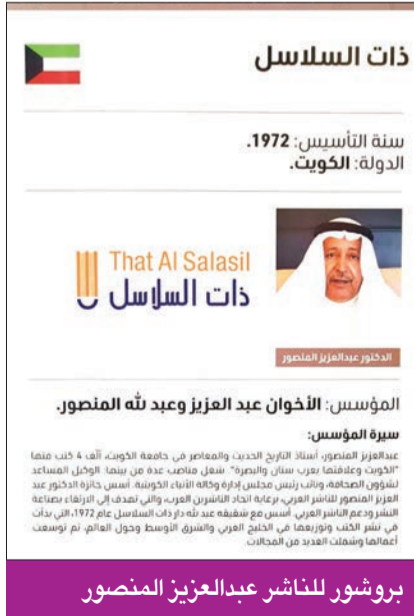 ذات السلاسل
سنة التأسيس: 1972.
الدولة: الكويت.
That Al Salasil
ذات السلاسل
الدكتور عبدالعزيز المنصور
المؤسس: الأخوان عبد العزيز وعبد لله المنصور.
سيرة المؤسس:
عبدالعزيز المنصور، أستاذ التاريخ الحديث والمعاصر في جامعة الكويت، ألف 4 كتب منها
"الكويت وعلاقتها بعرب ستان والبصرة". شغل مناصب عدة من بينها: الوكيل المساعد
لشؤون الصحافة، ونائب رئيس مجلس إدارة وكالة الأنباء الكويتية. أسس جائزة الدكتور عبد
العزيز المنصور للناشر العربي، برعاية اتحاد الناشرين العرب، والتي تهدف إلى الارتقاء بصناعة
النشر ودعم الناشر العربي. أسس مع شقيقه عبد لله دار ذات السلاسل عام 1972، التي بدأت
في نشر الكتب وتوزيعها في الخليج العربي والشرق الأوسط وحول العالم، ثم توسعت
أعمالها وشملت العديد من المجالات.
بروشور للناشر عبدالعزيز المنصور